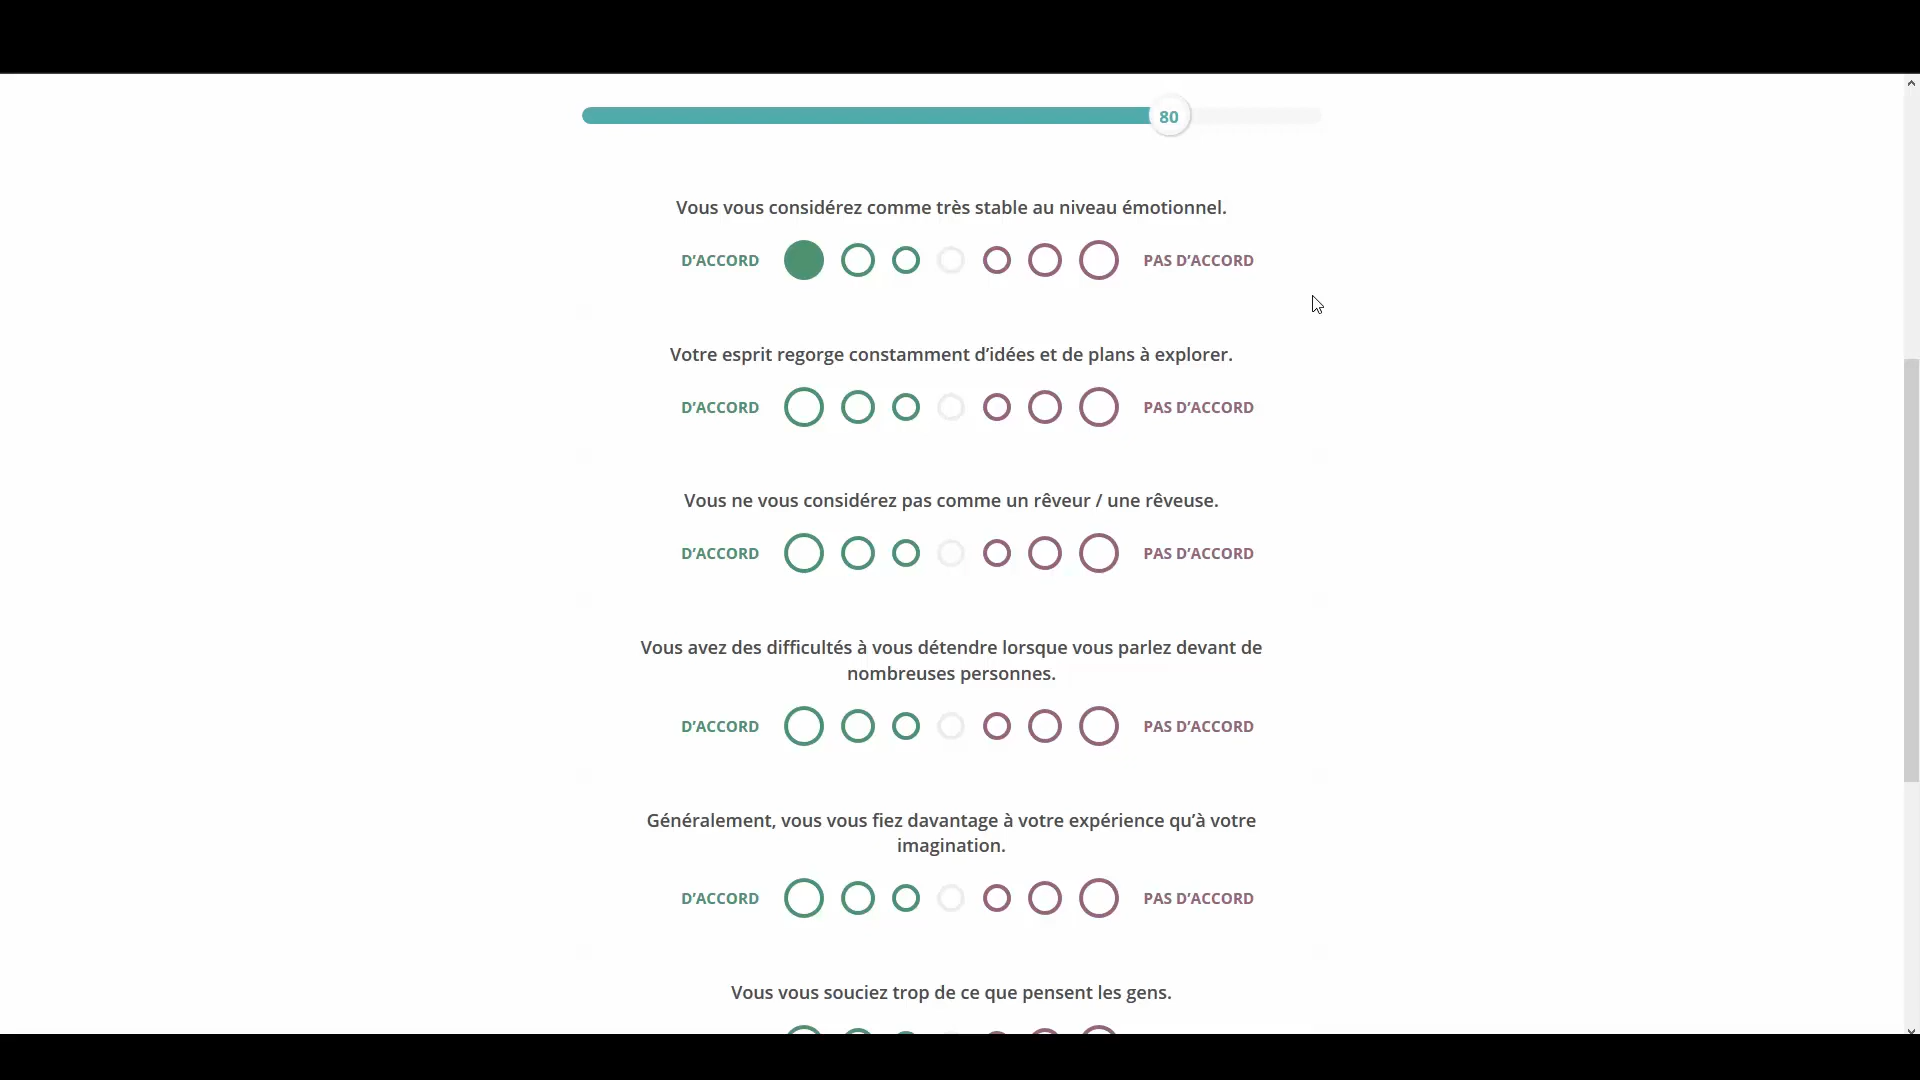 80
Vous vous considérez comme très stable au niveau émotionnel.
D’ACCORD PAS D’ACCORD
Votre esprit regorge constamment d’idées et de plans à explorer.
D’ACCORD PAS D’ACCORD
Vous ne vous considérez pas comme un rêveur / une rêveuse.
D’ACCORD PAS D’ACCORD
Vous avez des difficultés à vous détendre lorsque vous parlez devant de
nombreuses personnes.
D’ACCORD PAS D’ACCORD
Généralement, vous vous fiez davantage à votre expérience qu’à votre
imagination.
D’ACCORD PAS D’ACCORD
Vous vous souciez trop de ce que pensent les gens.